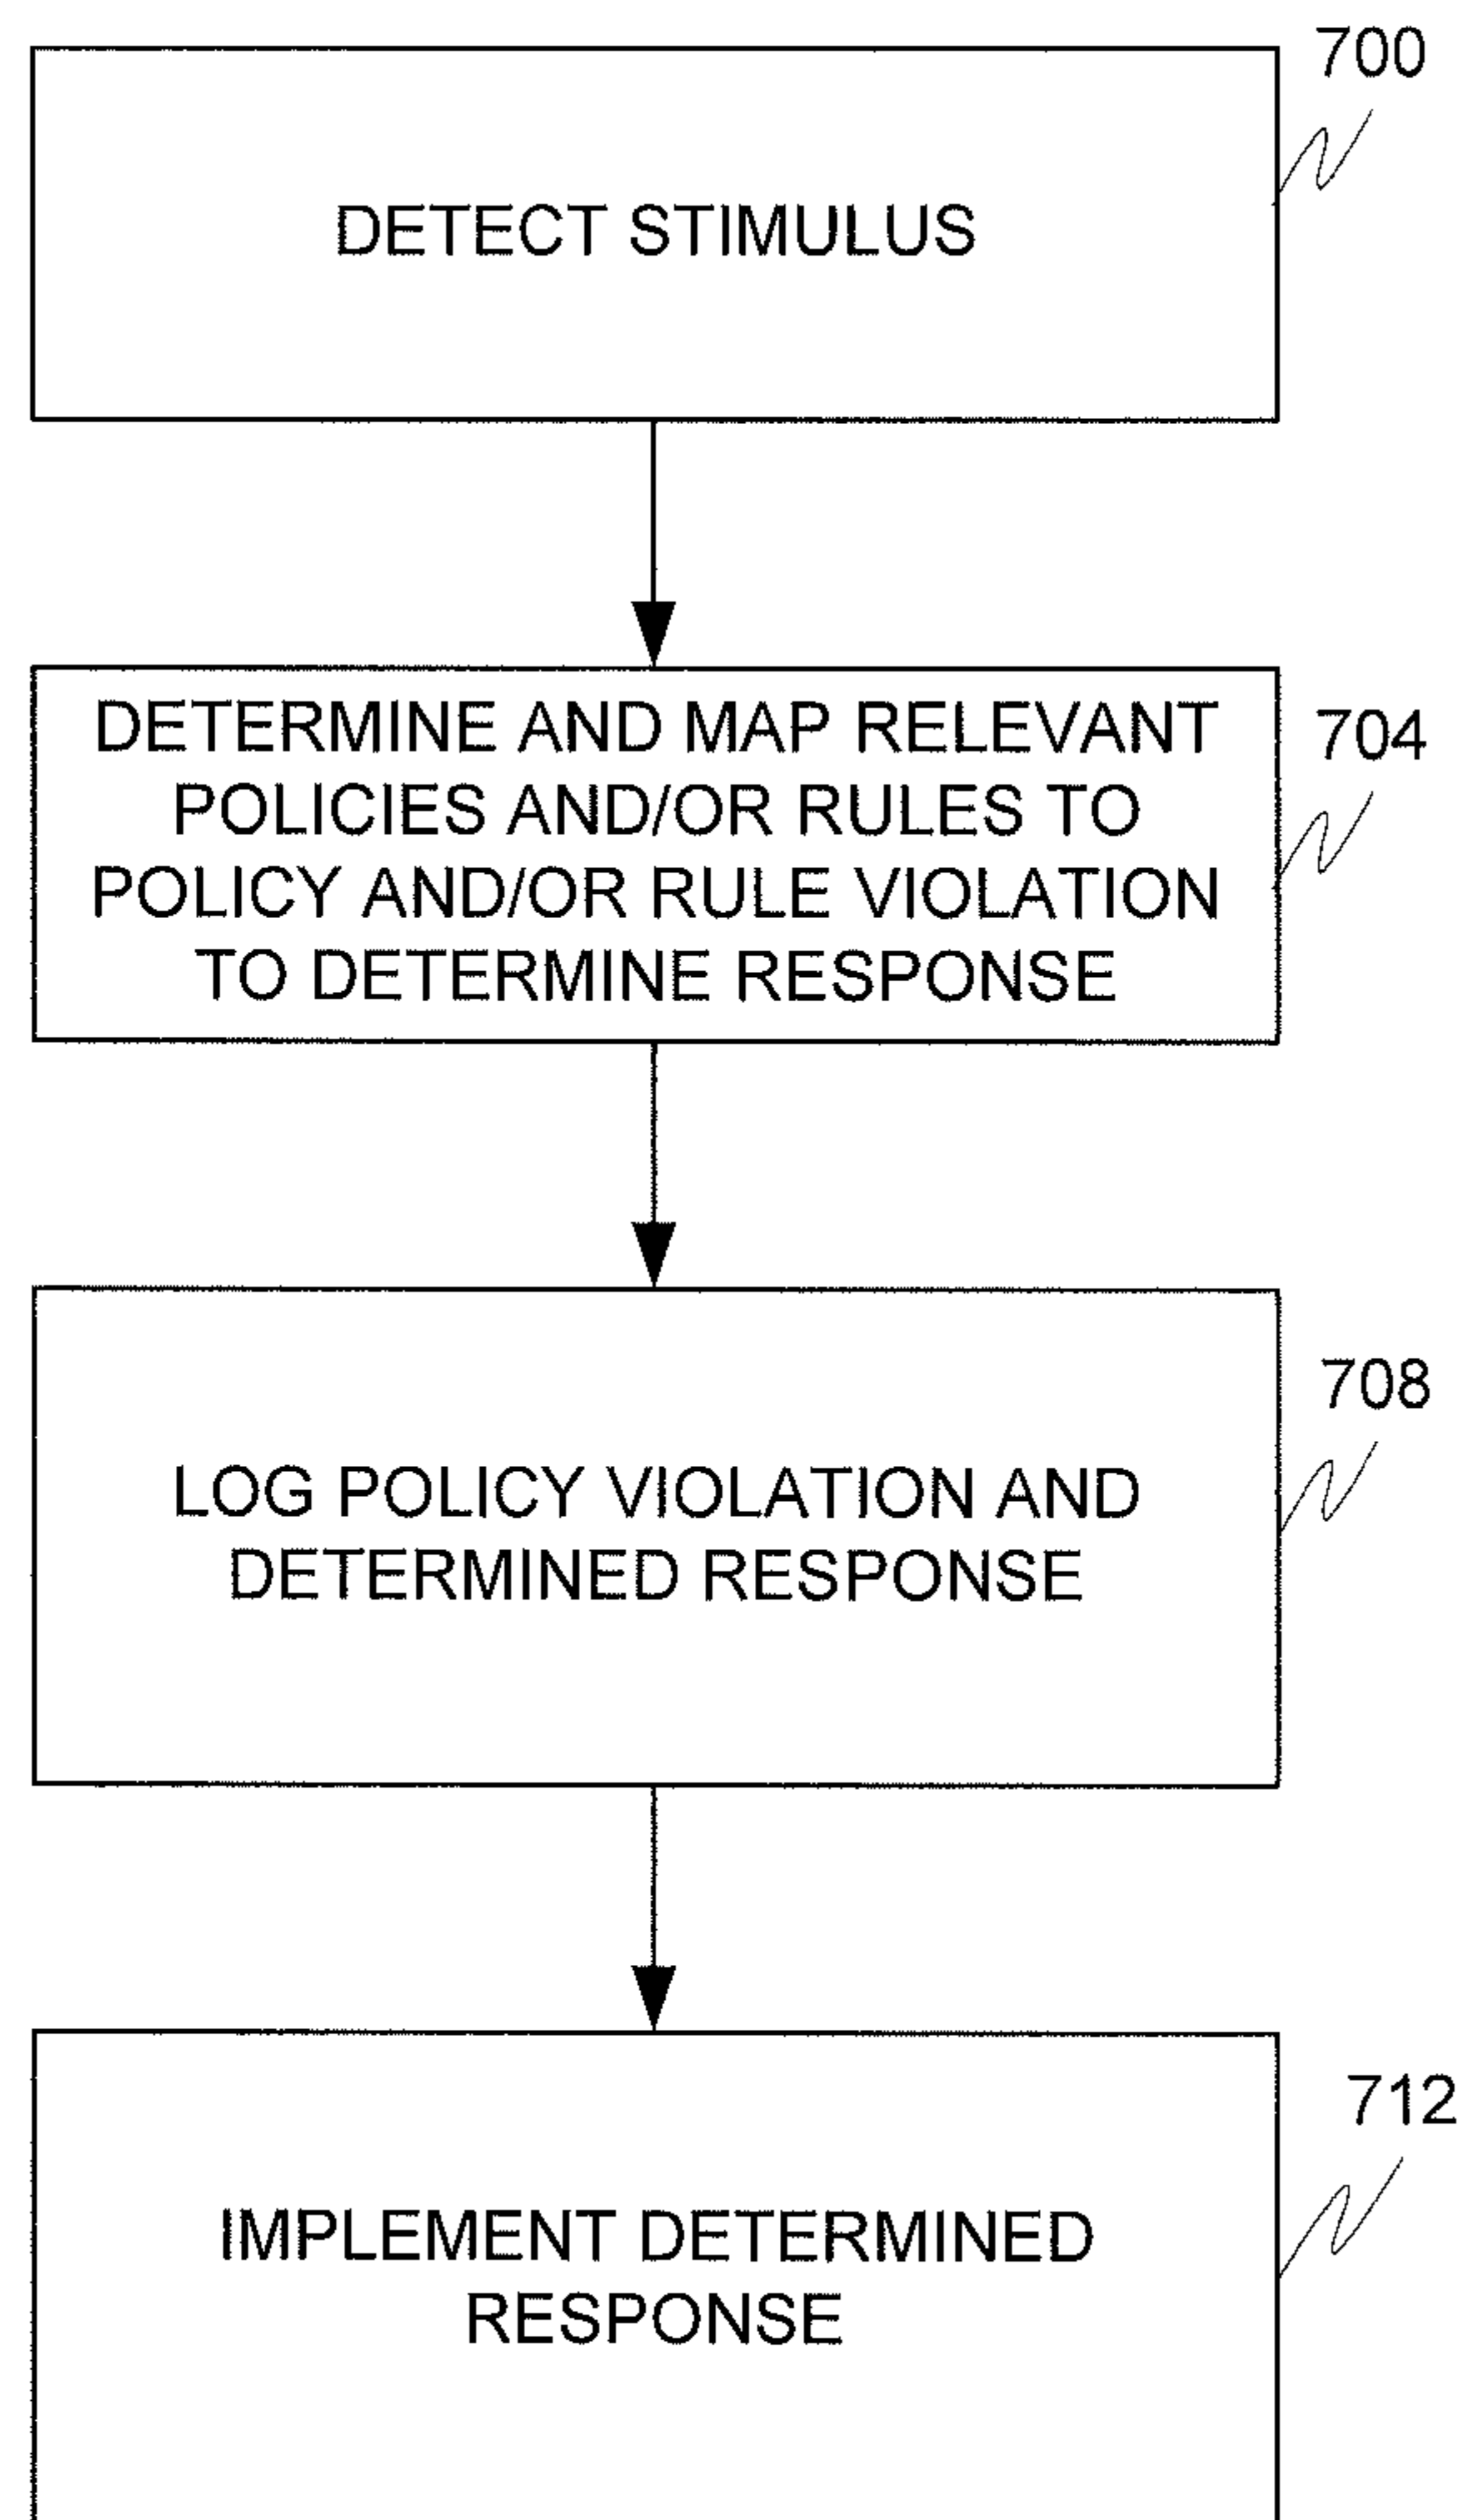 700
DETECT STIMULUS
DETERMINE AND MAP RELEVANT
POLICIES AND/OR RULES TO
POLICY AND/OR RULE VIOLATION
TO DETERMINE RESPONSE
704
708
LOG POLICY VIOLATION AND
DETERMINED RESPONSE
712
IMPLEMENT DETERMINED
RESPONSE